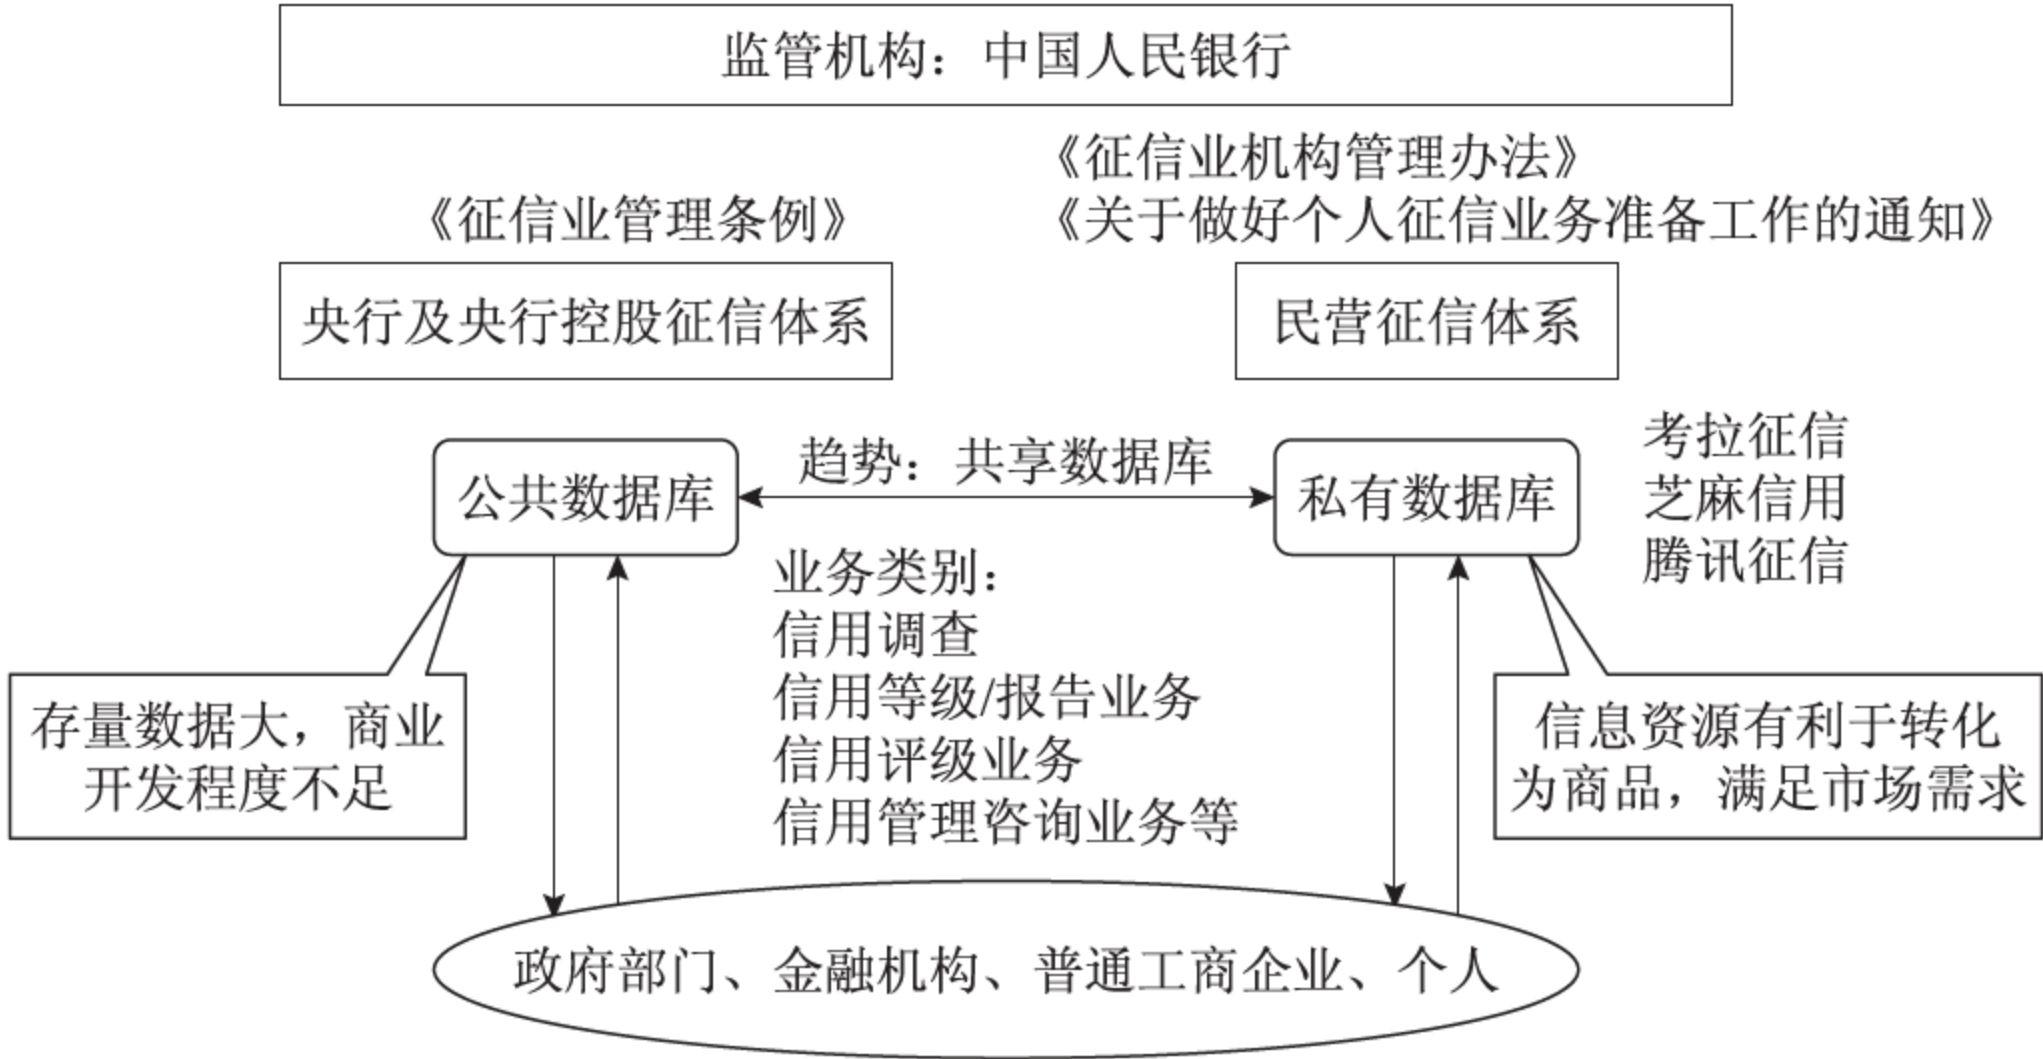 监管机构：中国人民银行
《征信业机构管理办法》
《征信业管理条例》
《关于做好个人征信业务准备工作的通知》
央行及央行控股征信体系
民营征信体系
公共数据库
趋势：共享数据库
私有数据库
考拉征信
芝麻信用
腾讯征信
业务类别：
信用调查
信用等级/报告业务
信用评级业务
信用管理咨询业务等
存量数据大，商业
开发程度不足
信息资源有利于转化
为商品，满足市场需求
政府部门、金融机构、普通工商企业、个人